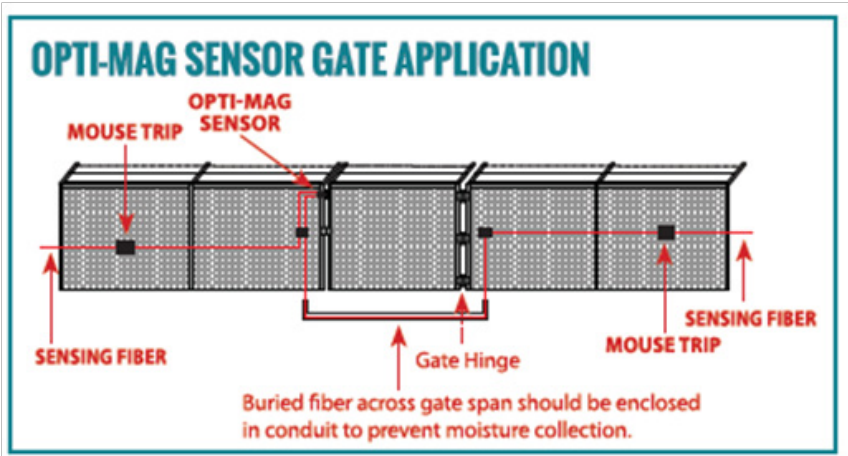 OPTI-MAG SENSOR GATE APPLICATION
OPTI-MAG
SENSOR
MOUSE TRIP
SENSING FIBER
MOUSE TRIP
SENSING FIBER
Gate Hinge
Buried fiber across gate span should be enclosed
in conduit to prevent moisture collection.